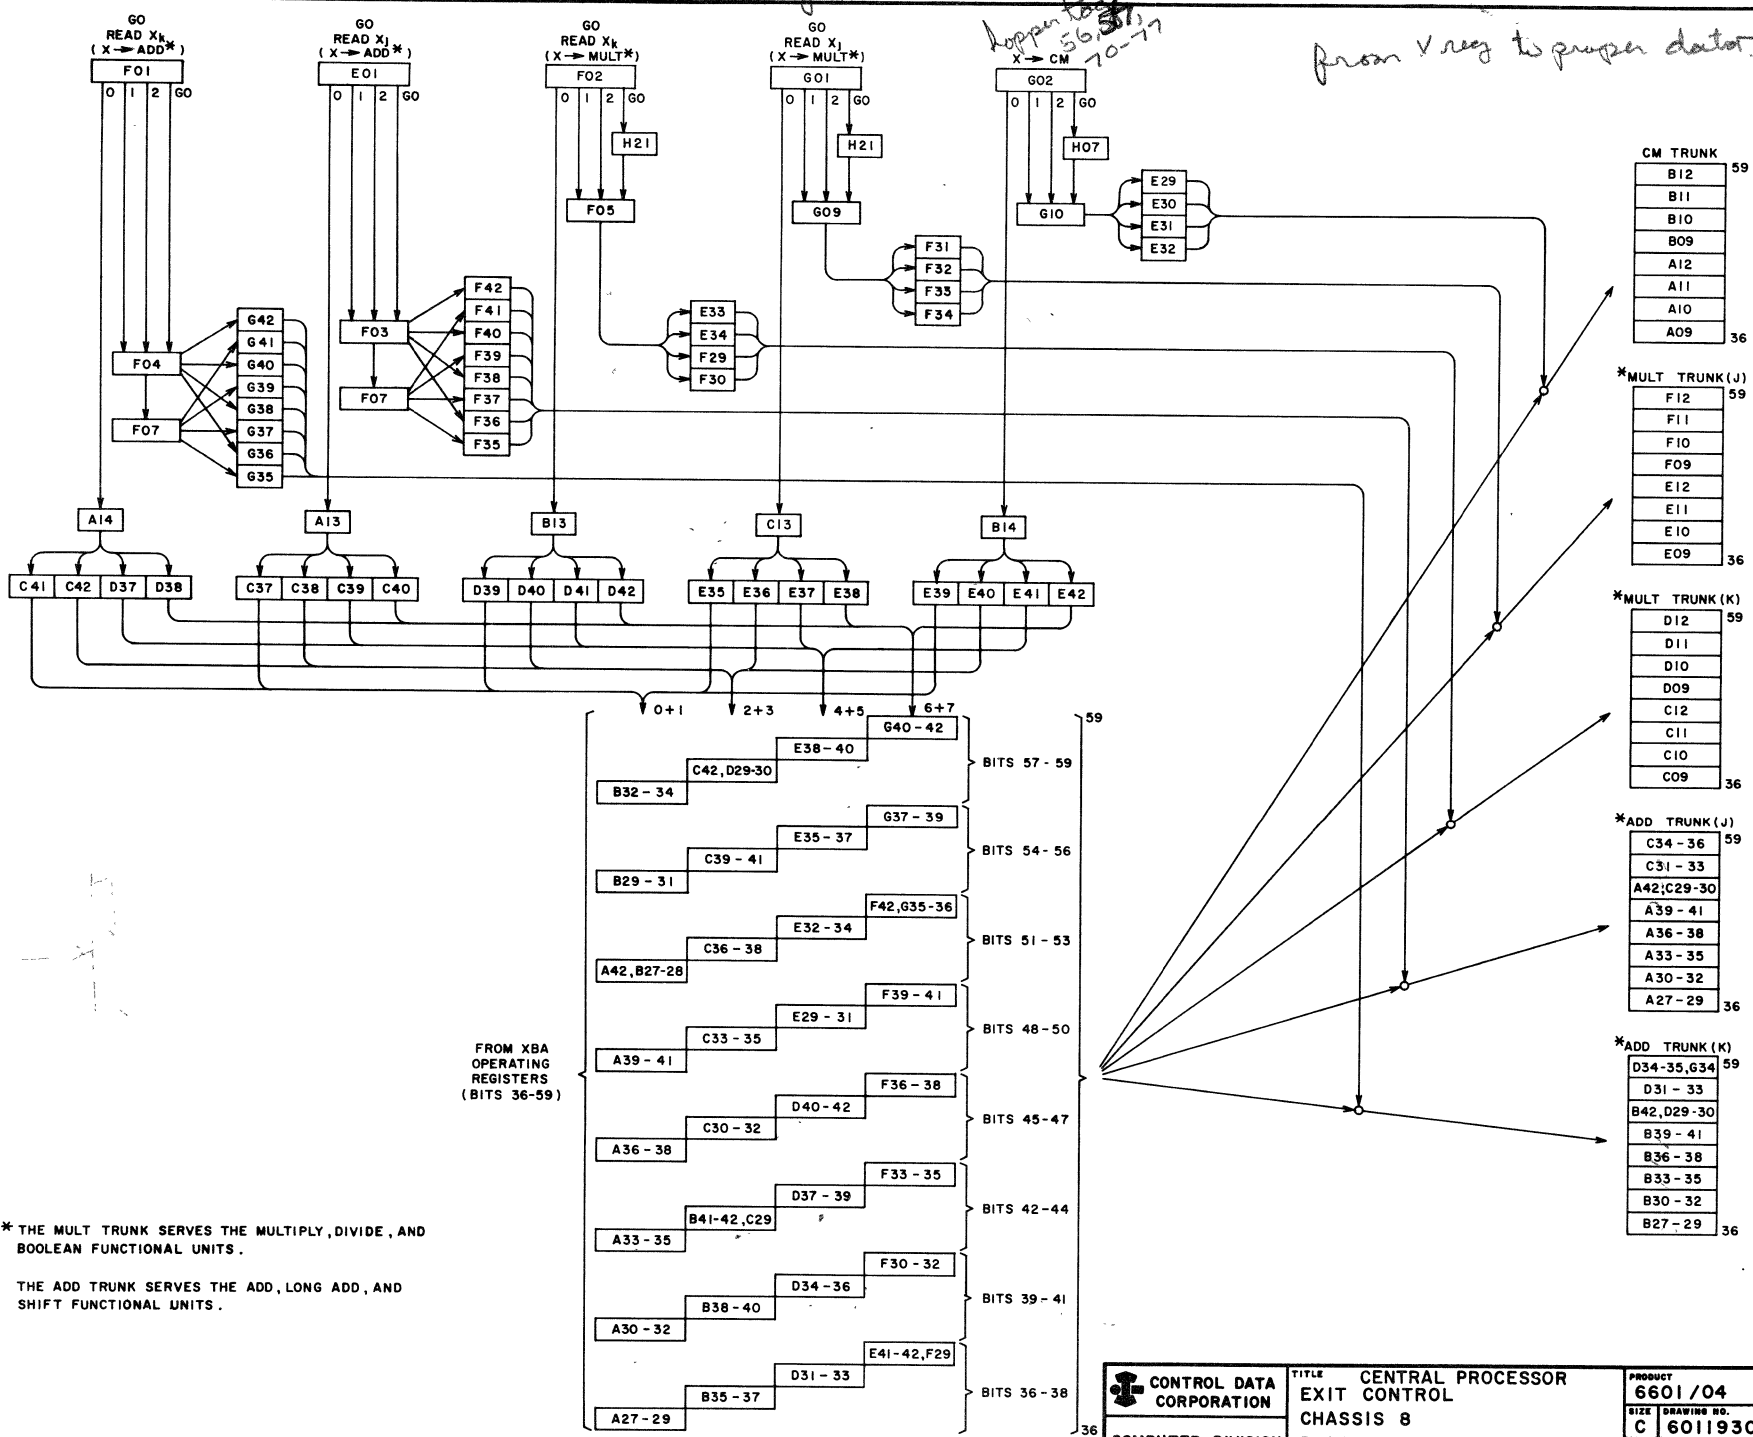 GO
READ Xk
(X→ADD*)
F01
0 1 2 GO
GO
READ Xj
(X→ADD*)
E01
0 1 2 GO
GO
READ Xk
(X→MULT*)
F02
0 1 2 GO
H21
F05
GO
READ Xj
(X→MULT*)
G01
0 1 2 GO
H21
G09
56, 57,
70-77
X→CM
G02
0 1 2 GO
H07
G10
from X reg to proper
E29
E30
E31
E32
F31
F32
F33
F34
E33
E34
F29
F30
F42
F41
F40
F39
F38
F37
F36
F35
F03
F07
G42
G41
G40
G39
G38
G37
G36
G35
F04
F07
A14
A13
B13
C13
B14
C41 C42 D37 D38
C37 C38 C39 C40
D39 D40 D41 D42
E35 E36 E37 E38
E39 E40 E41 E42
0+1 2+3 4+5 6+7
59
G40-42
E38-40
C42,D29-30
B32-34
BITS 57-59
G37-39
E35-37
C39-41
B29-31
BITS 54-56
F42,G35-36
E32-34
C36-38
A42,B27-28
BITS 51-53
F39-41
E29-31
C33-35
A39-41
BITS 48-50
F36-38
D40-42
C30-32
A36-38
BITS 45-47
F33-35
D37-39
B41-42,C29
A33-35
BITS 42-44
F30-32
D34-36
B38-40
A30-32
BITS 39-41
E41-42,F29
D31-33
B35-37
A27-29
BITS 36-38
36
FROM XBA
OPERATING
REGISTERS
(BITS 36-59)
CM TRUNK
B12 59
B11
B10
B09
A12
A11
A10
A09 36
*MULT TRUNK(J)
F12 59
F11
F10
F09
E12
E11
E10
E09 36
*MULT TRUNK(K)
D12 59
D11
D10
D09
C12
C11
C10
C09 36
*ADD TRUNK(J)
C34-36 59
C31-33
A42,C29-30
A39-41
A36-38
A33-35
A30-32
A27-29 36
*ADD TRUNK(K)
D34-35,G34 59
D31-33
B42,D29-30
B39-41
B36-38
B33-35
B30-32
B27-29 36
* THE MULT TRUNK SERVES THE MULTIPLY, DIVIDE, AND
BOOLEAN FUNCTIONAL UNITS.
THE ADD TRUNK SERVES THE ADD, LONG ADD, AND
SHIFT FUNCTIONAL UNITS.
CONTROL DATA
CORPORATION
COMPUTER DIVISION
TITLE CENTRAL PROCESSOR
EXIT CONTROL
CHASSIS 8
PRODUCT
6601/04
SIZE DRAWING NO.
C 6011930